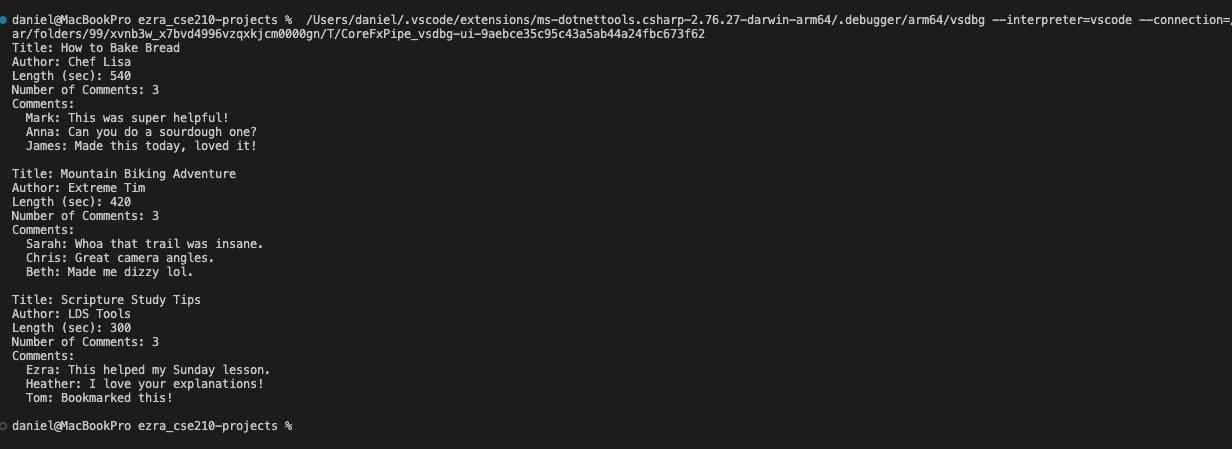 daniel@MacBookPro ezra_cse210-projects %  /Users/daniel/.vscode/extensions/ms-dotnettools.csharp-2.76.27-darwin-arm64/.debugger/arm64/vsdbg --interpreter=vscode --connection=/
ar/folders/99/xvnb3w_x7bvd4996vzqxkjcm0000gn/T/CoreFxPipe_vsdbg-ui-9aebce35c95c43a5ab44a24fbc673f62
Title: How to Bake Bread
Author: Chef Lisa
Length (sec): 540
Number of Comments: 3
Comments:
  Mark: This was super helpful!
  Anna: Can you do a sourdough one?
  James: Made this today, loved it!

Title: Mountain Biking Adventure
Author: Extreme Tim
Length (sec): 420
Number of Comments: 3
Comments:
  Sarah: Whoa that trail was insane.
  Chris: Great camera angles.
  Beth: Made me dizzy lol.

Title: Scripture Study Tips
Author: LDS Tools
Length (sec): 300
Number of Comments: 3
Comments:
  Ezra: This helped my Sunday lesson.
  Heather: I love your explanations!
  Tom: Bookmarked this!

daniel@MacBookPro ezra_cse210-projects %